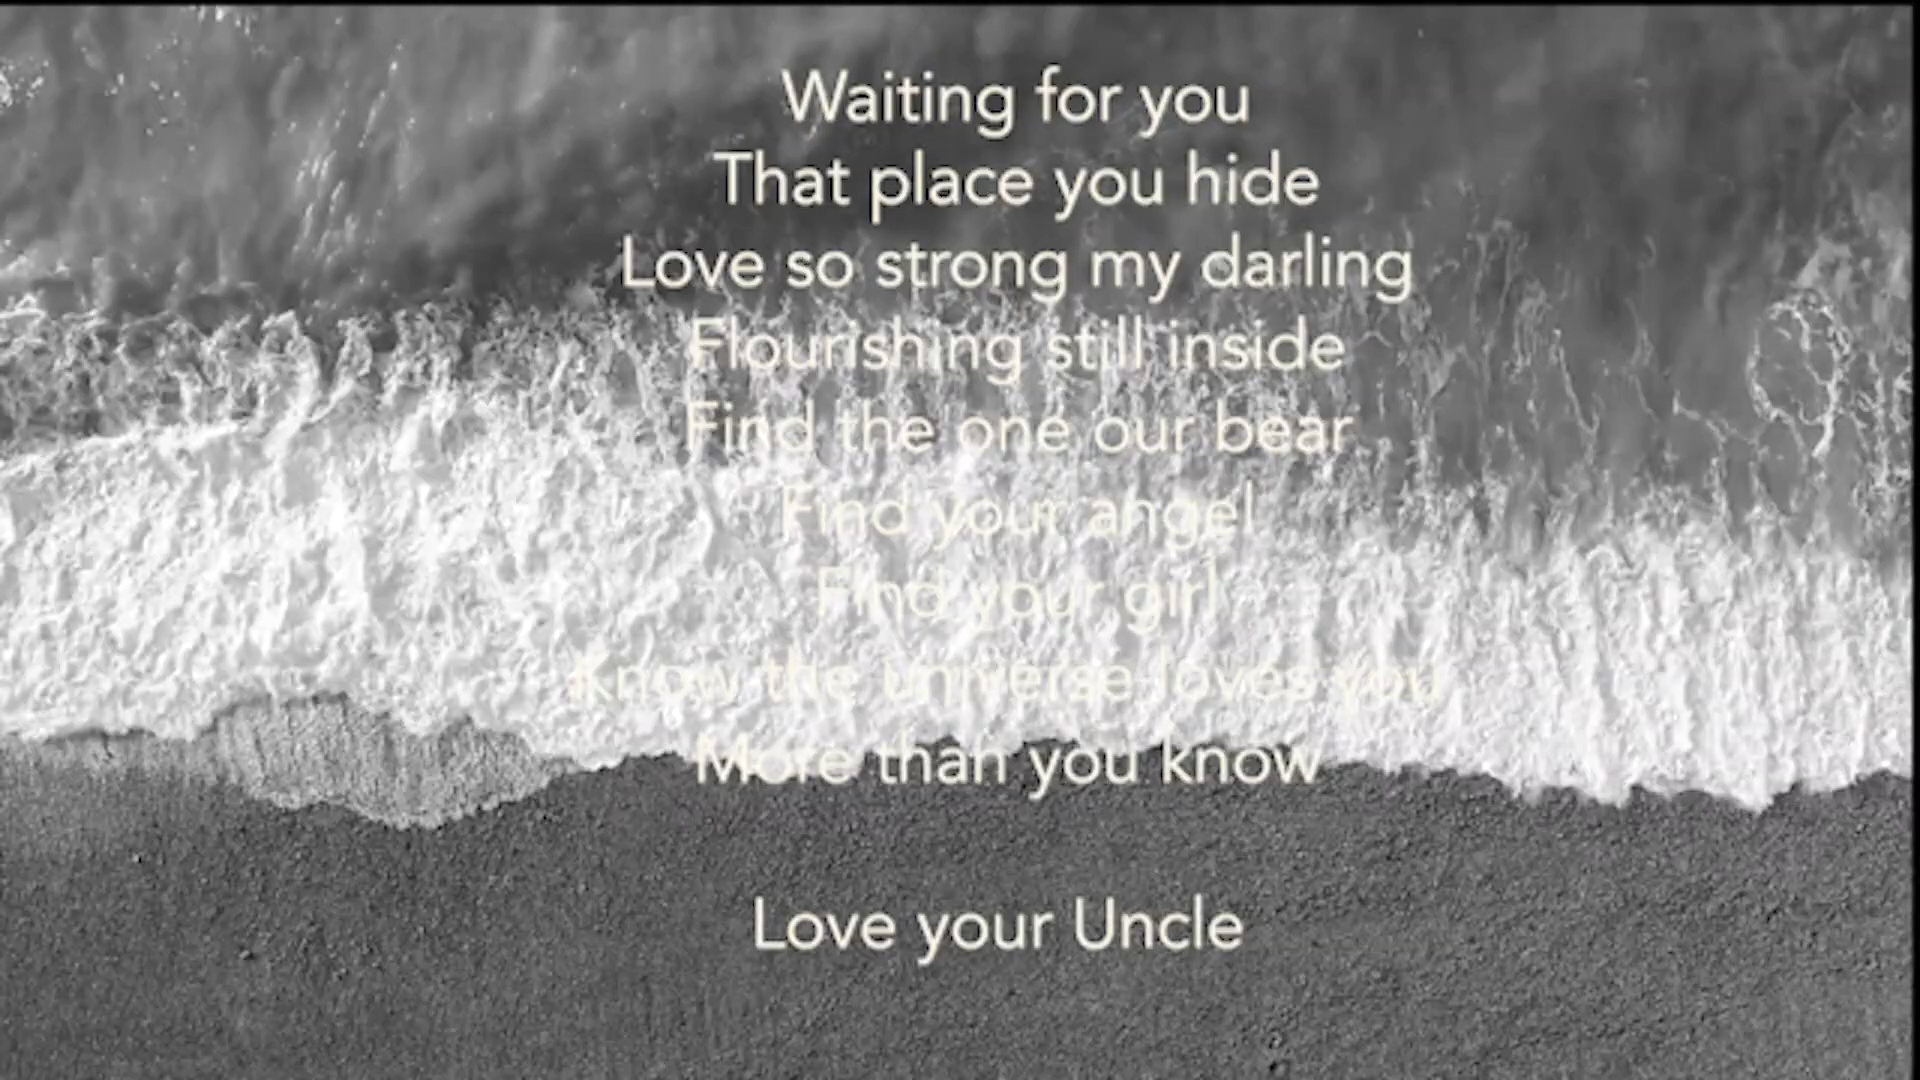 Waiting for you
That place you hide
Love so strong my darling
Flourishing still inside
Find the one our bear
Find your angel
Find your girl
Know the universe loves you
More than you know
Love your Uncle